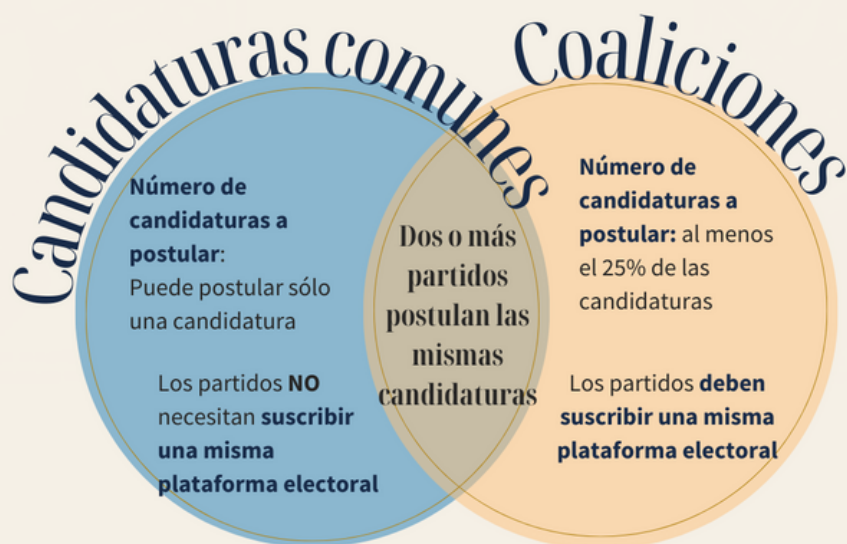 Candidaturas comunes
Número de
candidaturas a
postular:
Puede postular sólo
una candidatura
Los partidos NO
necesitan suscribir
una misma
plataforma electoral
Dos o más
partidos
postulan las
mismas
candidaturas
Coaliciones
Número de
candidaturas a
postular: al menos
el 25% de las
candidaturas
Los partidos deben
suscribir una misma
plataforma electoral